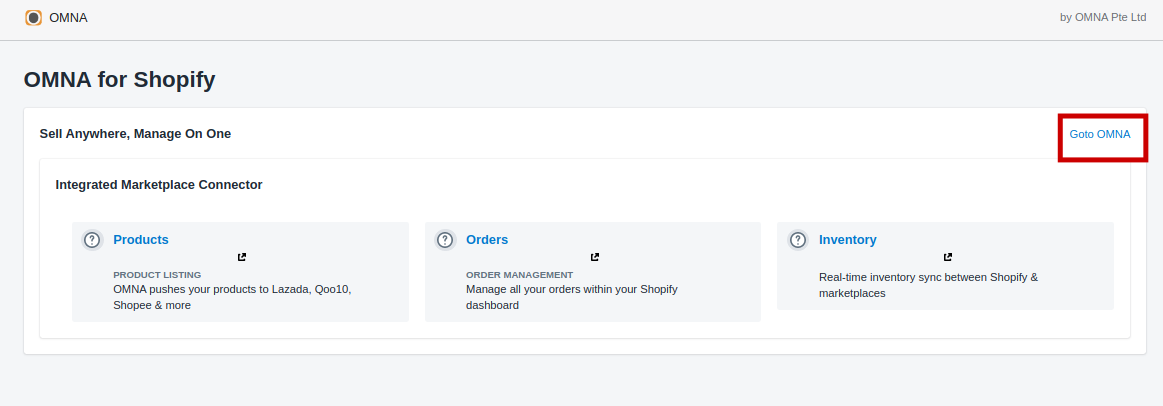 OMNA
by OMNA Pte Ltd
OMNA for Shopify
Sell Anywhere, Manage On One
Goto OMNA
Integrated Marketplace Connector
Products
PRODUCT LISTING
OMNA pushes your products to Lazada, Qoo10,
Shopee & more
Orders
ORDER MANAGEMENT
Manage all your orders within your Shopify
dashboard
Inventory
Real-time inventory sync between Shopify &
marketplaces